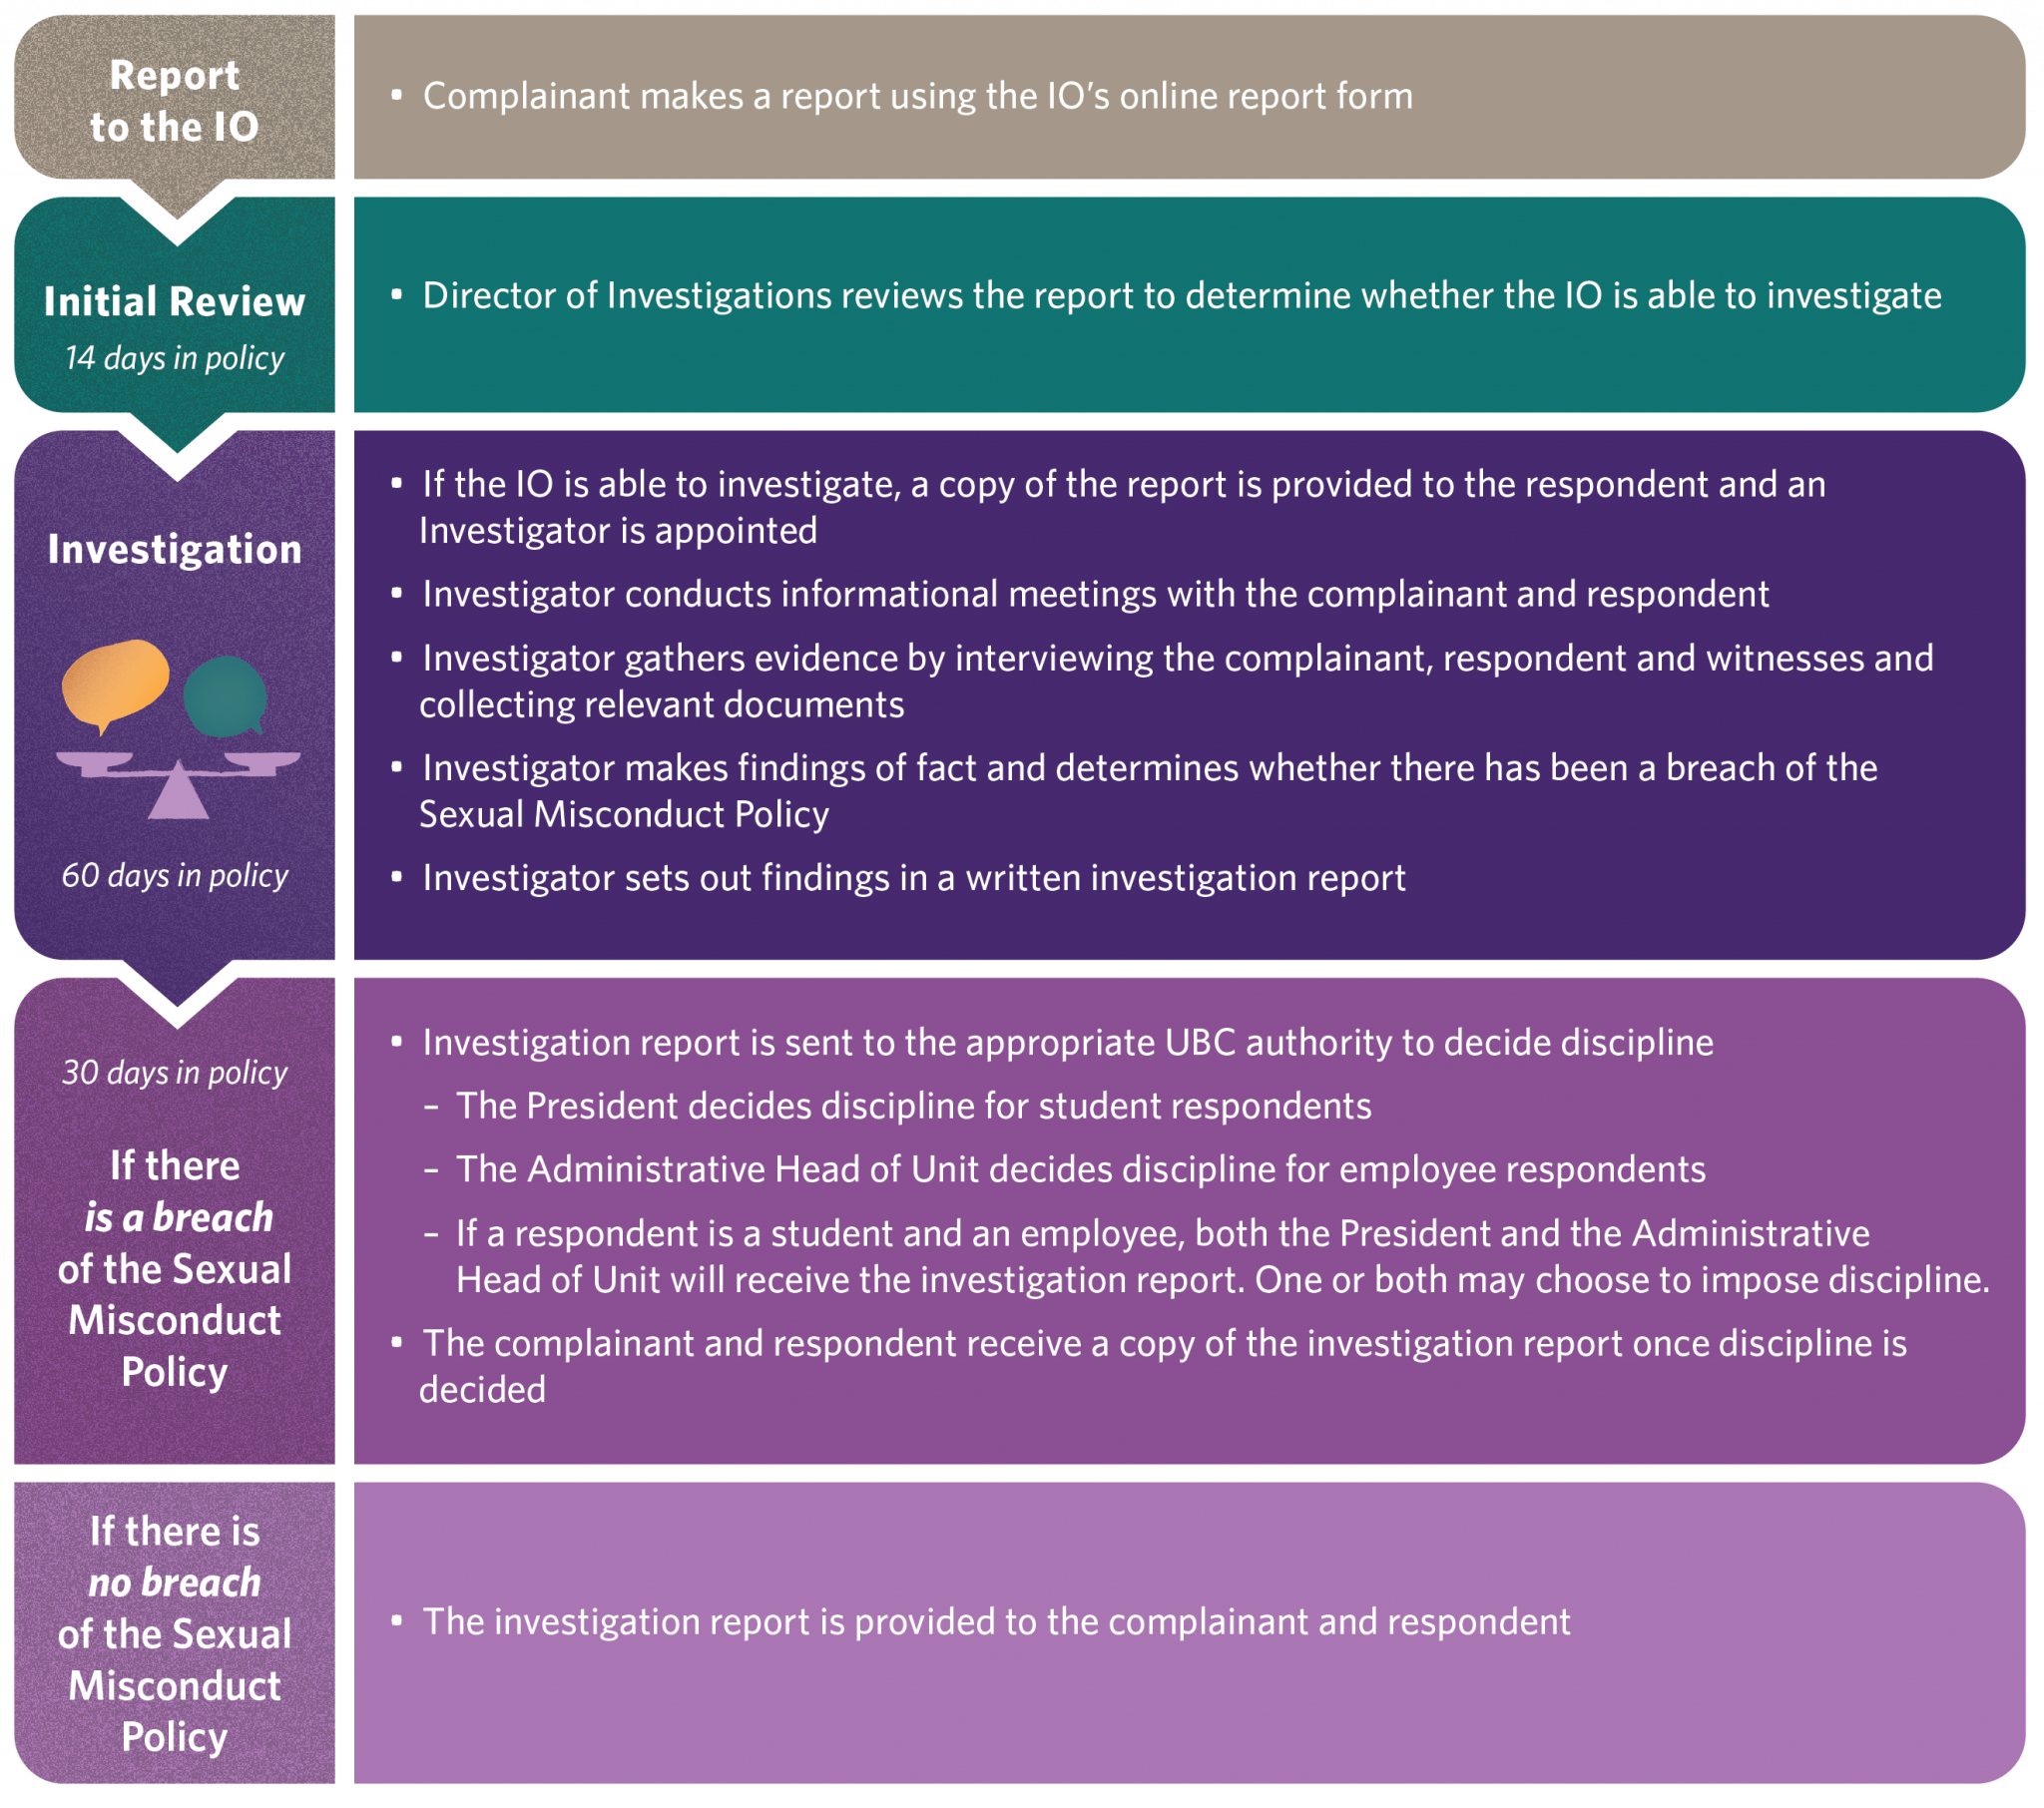 Report
to the IO
• Complainant makes a report using the IO’s online report form
Initial Review
14 days in policy
• Director of Investigations reviews the report to determine whether the IO is able to investigate
Investigation
60 days in policy
• If the IO is able to investigate, a copy of the report is provided to the respondent and an
Investigator is appointed
• Investigator conducts informational meetings with the complainant and respondent
• Investigator gathers evidence by interviewing the complainant, respondent and witnesses and
collecting relevant documents
• Investigator makes findings of fact and determines whether there has been a breach of the
Sexual Misconduct Policy
• Investigator sets out findings in a written investigation report
30 days in policy
If there
is a breach
of the Sexual
Misconduct
Policy
• Investigation report is sent to the appropriate UBC authority to decide discipline
– The President decides discipline for student respondents
– The Administrative Head of Unit decides discipline for employee respondents
– If a respondent is a student and an employee, both the President and the Administrative
Head of Unit will receive the investigation report. One or both may choose to impose discipline.
• The complainant and respondent receive a copy of the investigation report once discipline is
decided
If there is
no breach
of the Sexual
Misconduct
Policy
• The investigation report is provided to the complainant and respondent